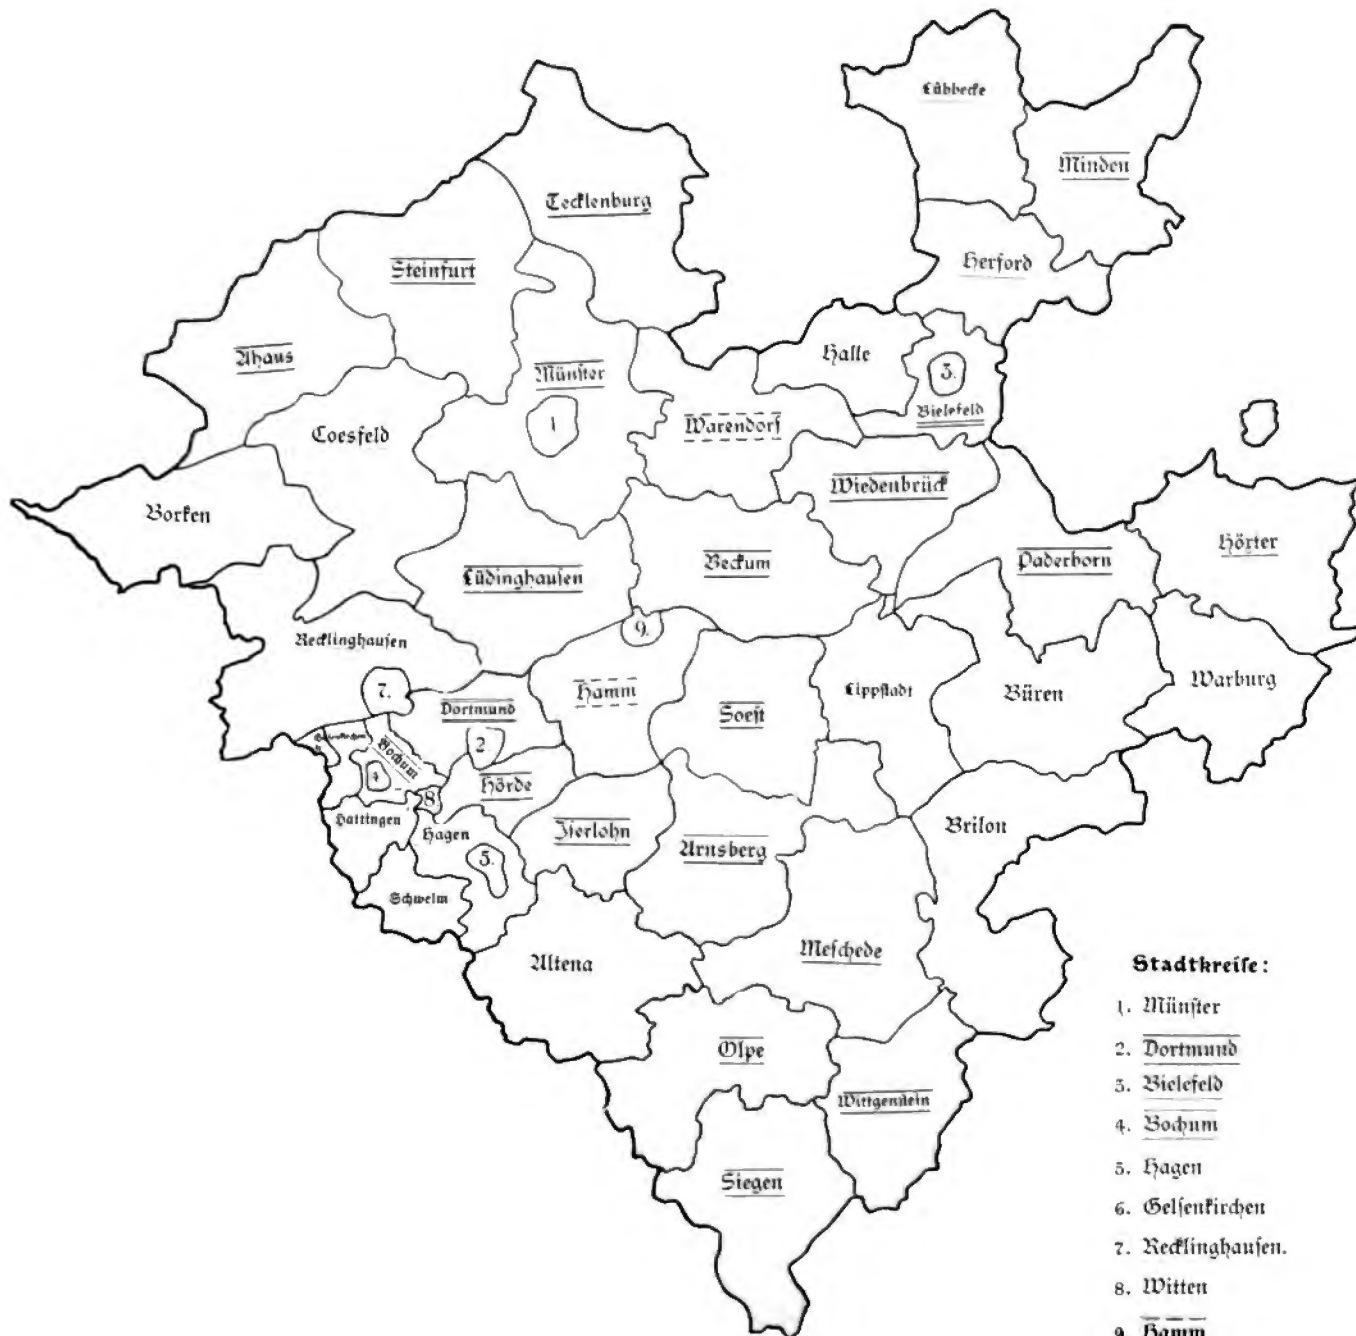 Lübbecke
Minden
Tecklenburg
Steinfurt
Herford
Ahaus
Münster
Halle
3.
1
Warendorf
Bielefeld
Coesfeld
Wiedenbrück
Borken
Höxter
Beckum
Paderborn
Lüdinghausen
9.
Recklinghausen
7.
Hamm
Soest
Lippstadt
Büren
Warburg
Dortmund
2
Bochum
4.
8
Hörde
Hattingen
Hagen
Iserlohn
Arnsberg
Brilon
5.
Schwelm
Altena
Meschede
Olpe
Wittgenstein
Siegen
Stadtkreise:
1. Münster
2. Dortmund
3. Bielefeld
4. Bochum
5. Hagen
6. Gelsenkirchen
7. Recklinghausen.
8. Witten
9. Hamm